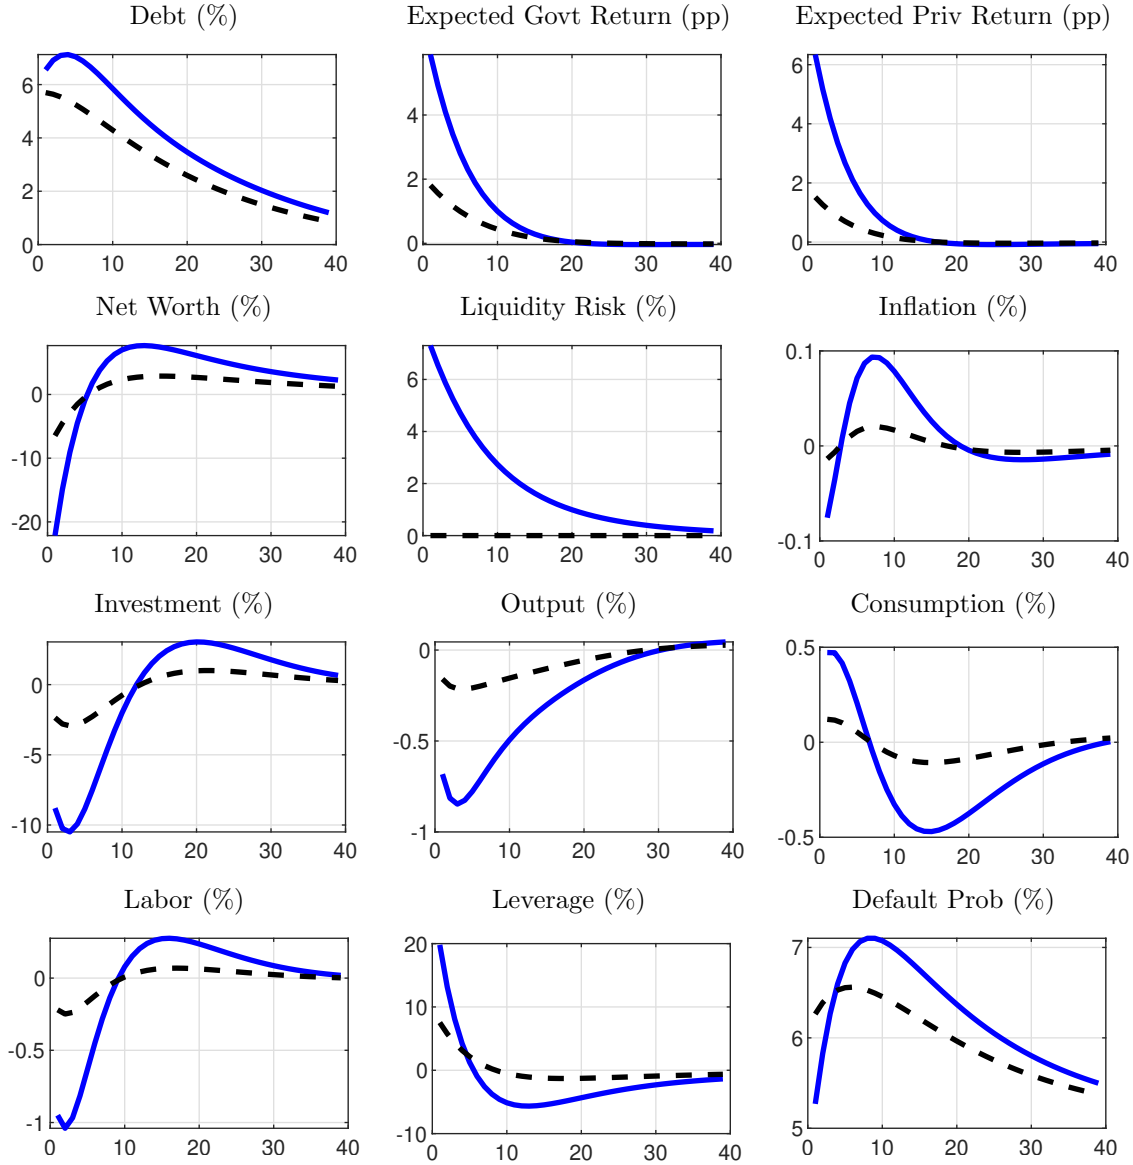 Debt (%) Expected Govt Return (pp) Expected Priv Return (pp)
6 4 2 0
0 10 20 30 40
4 2 0
0 10 20 30 40
6 4 2 0
0 10 20 30 40
Net Worth (%) Liquidity Risk (%) Inflation (%)
0 -10 -20
0 10 20 30 40
6 4 2 0
0 10 20 30 40
0.1 0 -0.1
0 10 20 30 40
Investment (%) Output (%) Consumption (%)
0 -5 -10
0 10 20 30 40
0 -0.5 -1
0 10 20 30 40
0.5 0 -0.5
0 10 20 30 40
Labor (%) Leverage (%) Default Prob (%)
0 -0.5 -1
0 10 20 30 40
20 10 0 -10
0 10 20 30 40
7 6 5
0 10 20 30 40